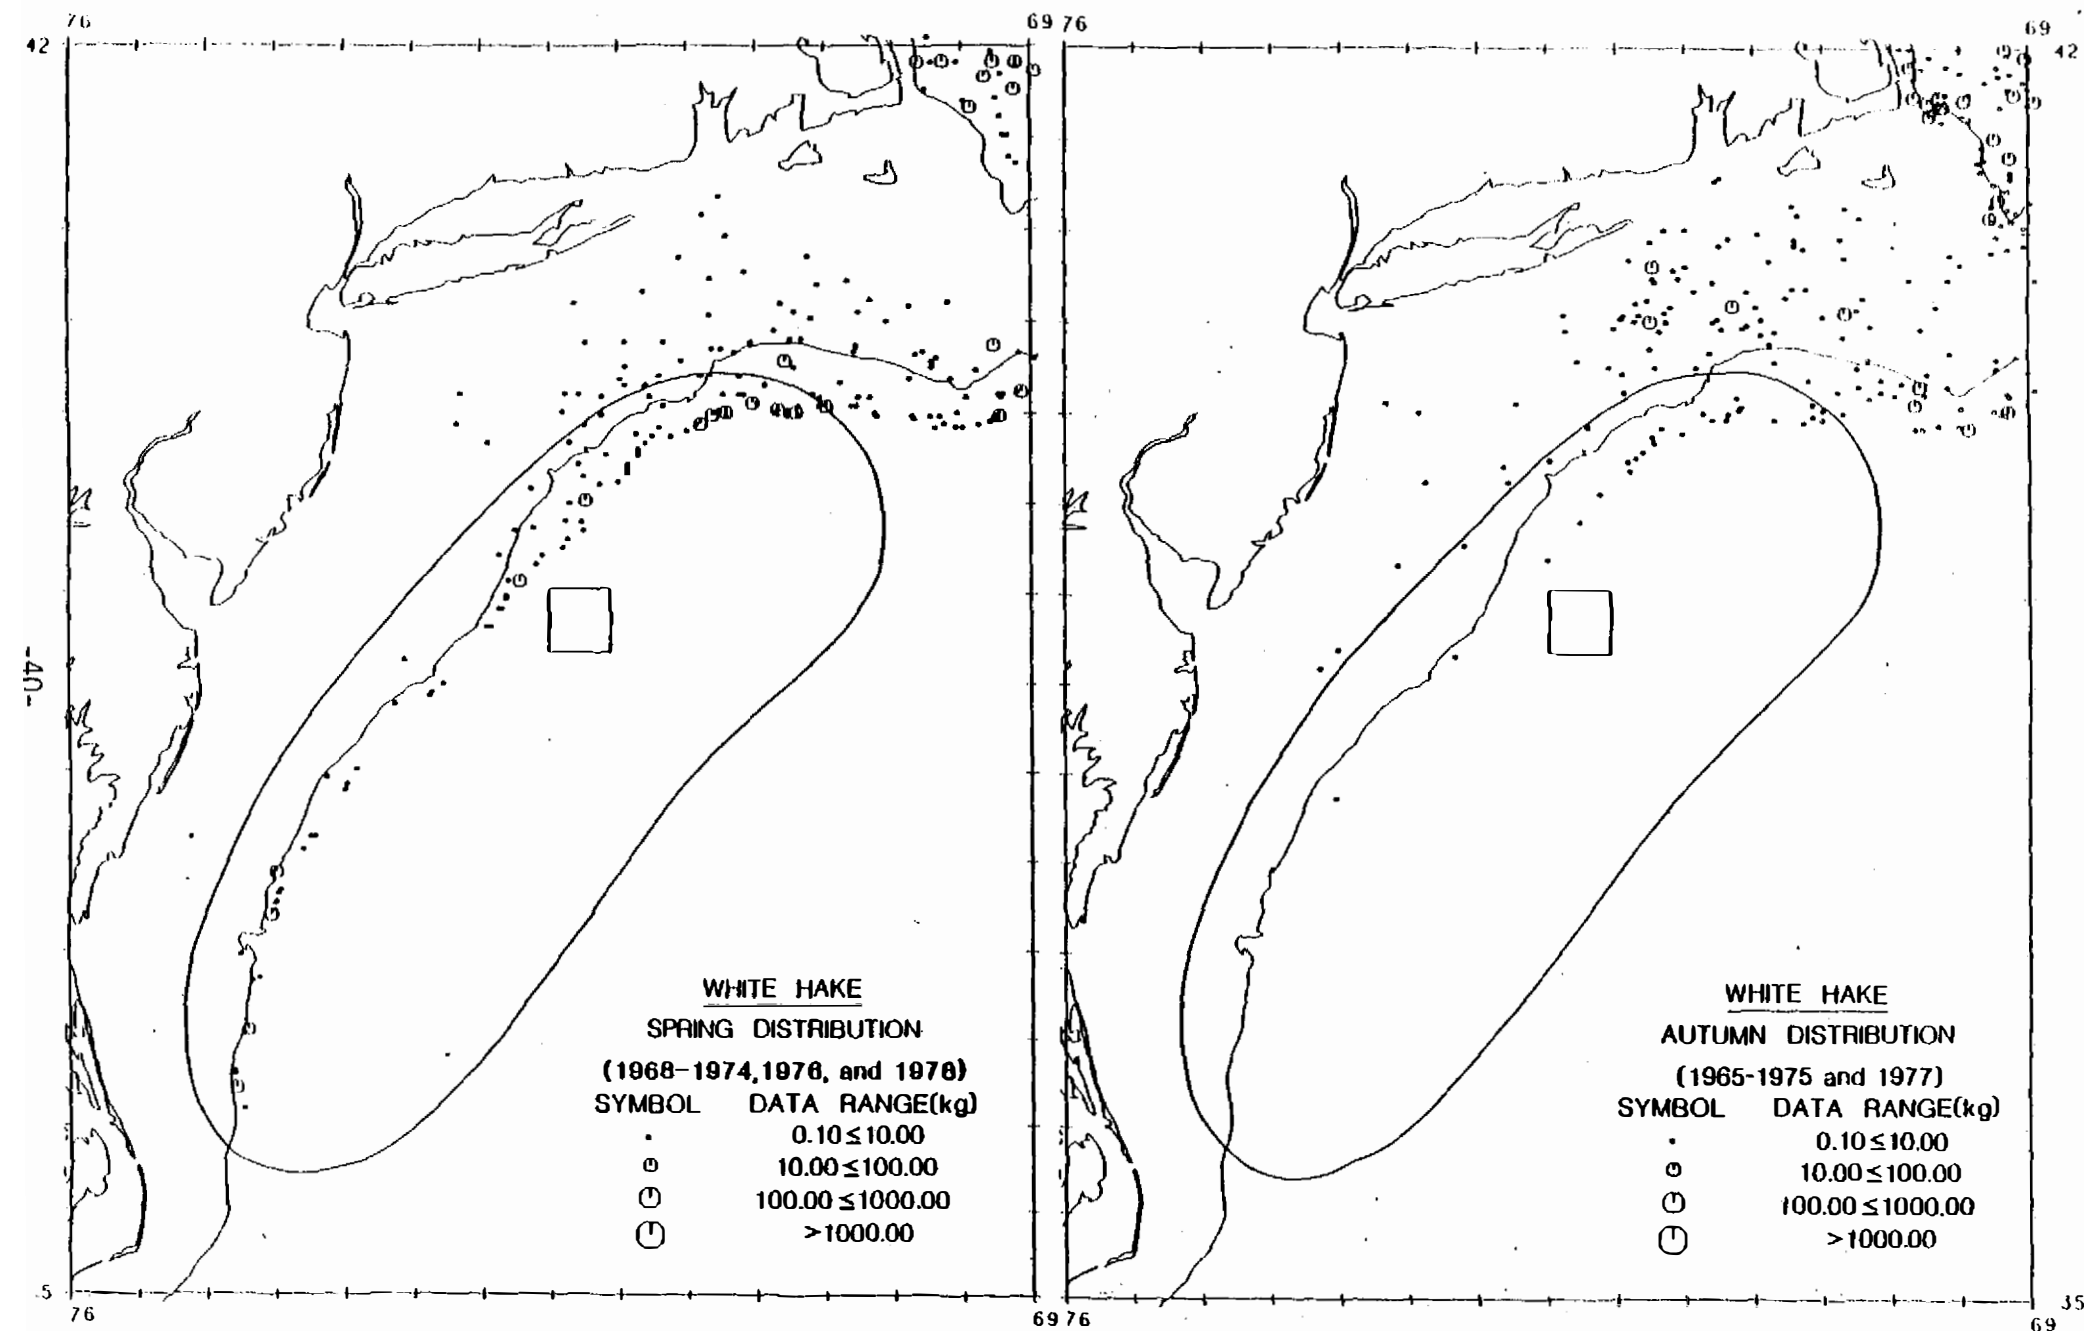 76
69 76
69
42
42
-40-
WHITE HAKE
SPRING DISTRIBUTION
(1968-1974,1976, and 1978)
SYMBOL DATA RANGE(kg)
0.10≤10.00
10.00≤100.00
100.00≤1000.00
>1000.00
WHITE HAKE
AUTUMN DISTRIBUTION
(1965-1975 and 1977)
SYMBOL DATA RANGE(kg)
0.10≤10.00
10.00≤100.00
100.00≤1000.00
>1000.00
5
35
76
69 76
69